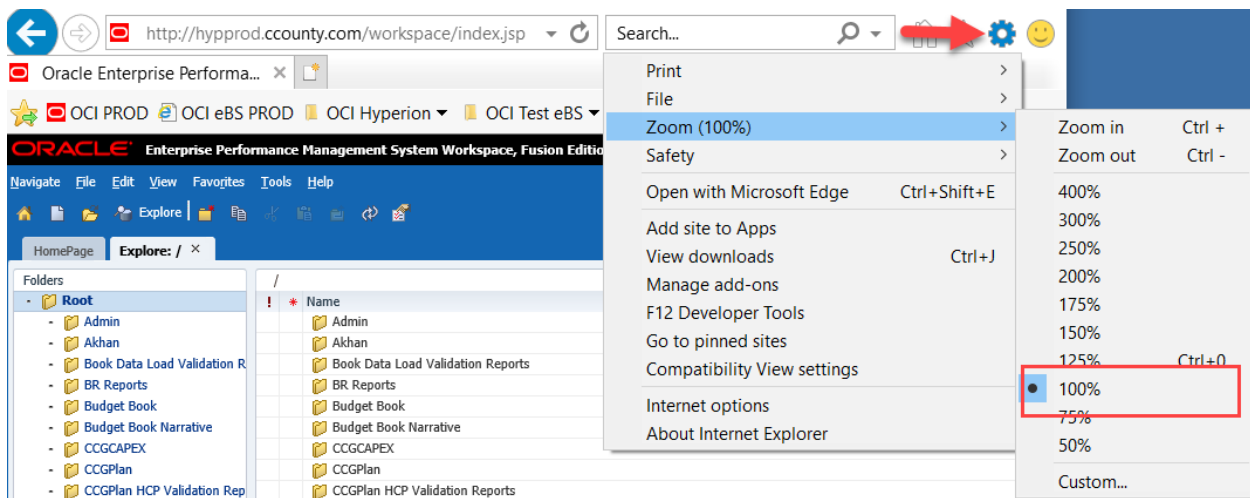 http://hypprod.ccounty.com/workspace/index.jsp Search...
Oracle Enterprise Performa...
OCI PROD OCI eBS PROD OCI Hyperion OCI Test eBS
ORACLE Enterprise Performance Management System Workspace, Fusion Editio
Navigate File Edit View Favorites Tools Help
Explore
HomePage Explore: /
Folders
Root
Admin
Akhan
Book Data Load Validation R
BR Reports
Budget Book
Budget Book Narrative
CCGCAPEX
CCGPlan
CCGPlan HCP Validation Rep
/
! * Name
Admin
Akhan
Book Data Load Validation Reports
BR Reports
Budget Book
Budget Book Narrative
CCGCAPEX
CCGPlan
CCGPlan HCP Validation Reports
Print
File
Zoom (100%)
Safety
Open with Microsoft Edge Ctrl+Shift+E
Add site to Apps
View downloads Ctrl+J
Manage add-ons
F12 Developer Tools
Go to pinned sites
Compatibility View settings
Internet options
About Internet Explorer
Zoom in Ctrl +
Zoom out Ctrl -
400%
300%
250%
200%
175%
150%
125% Ctrl+0
100%
75%
50%
Custom...